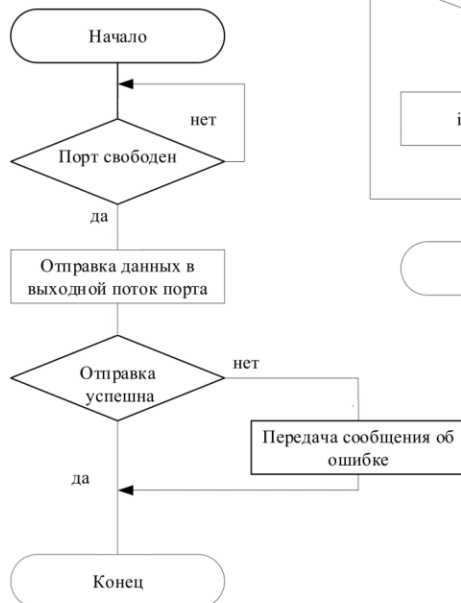 Начало
нет
Порт свободен
да
Отправка данных в
выходной поток порта
Отправка
успешна
нет
Передача сообщения об
ошибке
да
Конец
i